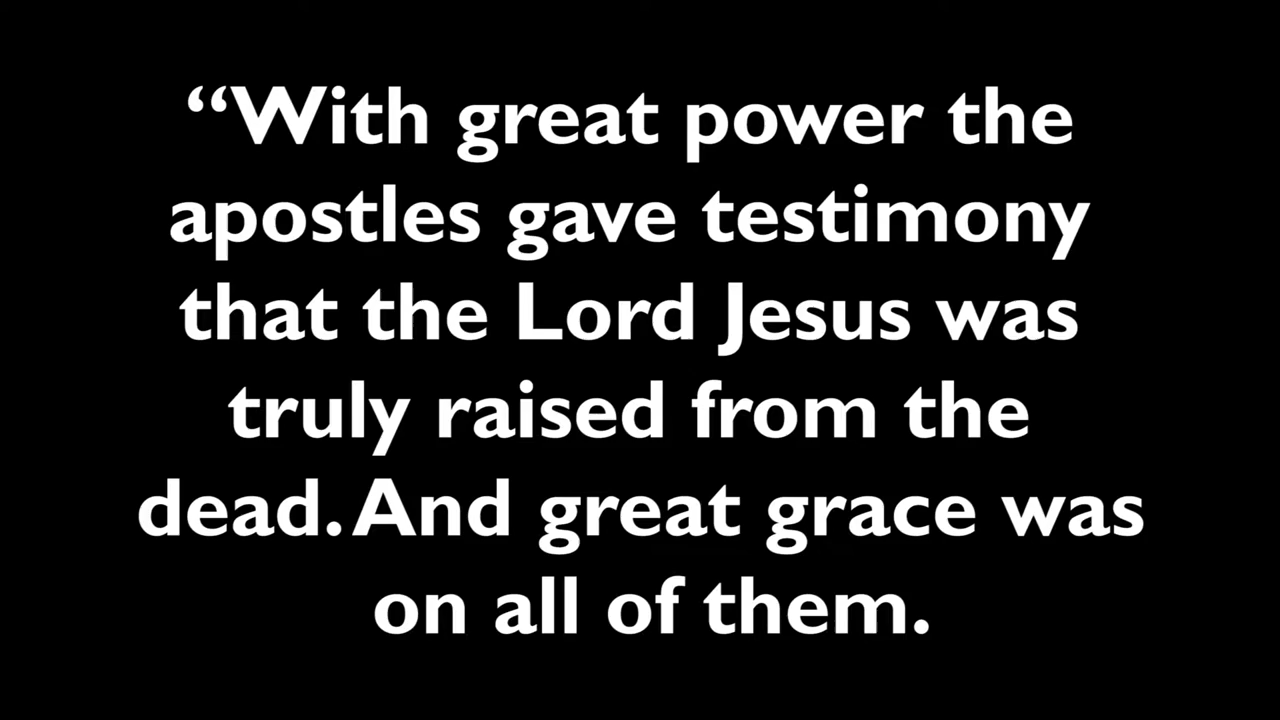 “With great power the
apostles gave testimony
that the Lord Jesus was
truly raised from the
dead. And great grace was
on all of them.